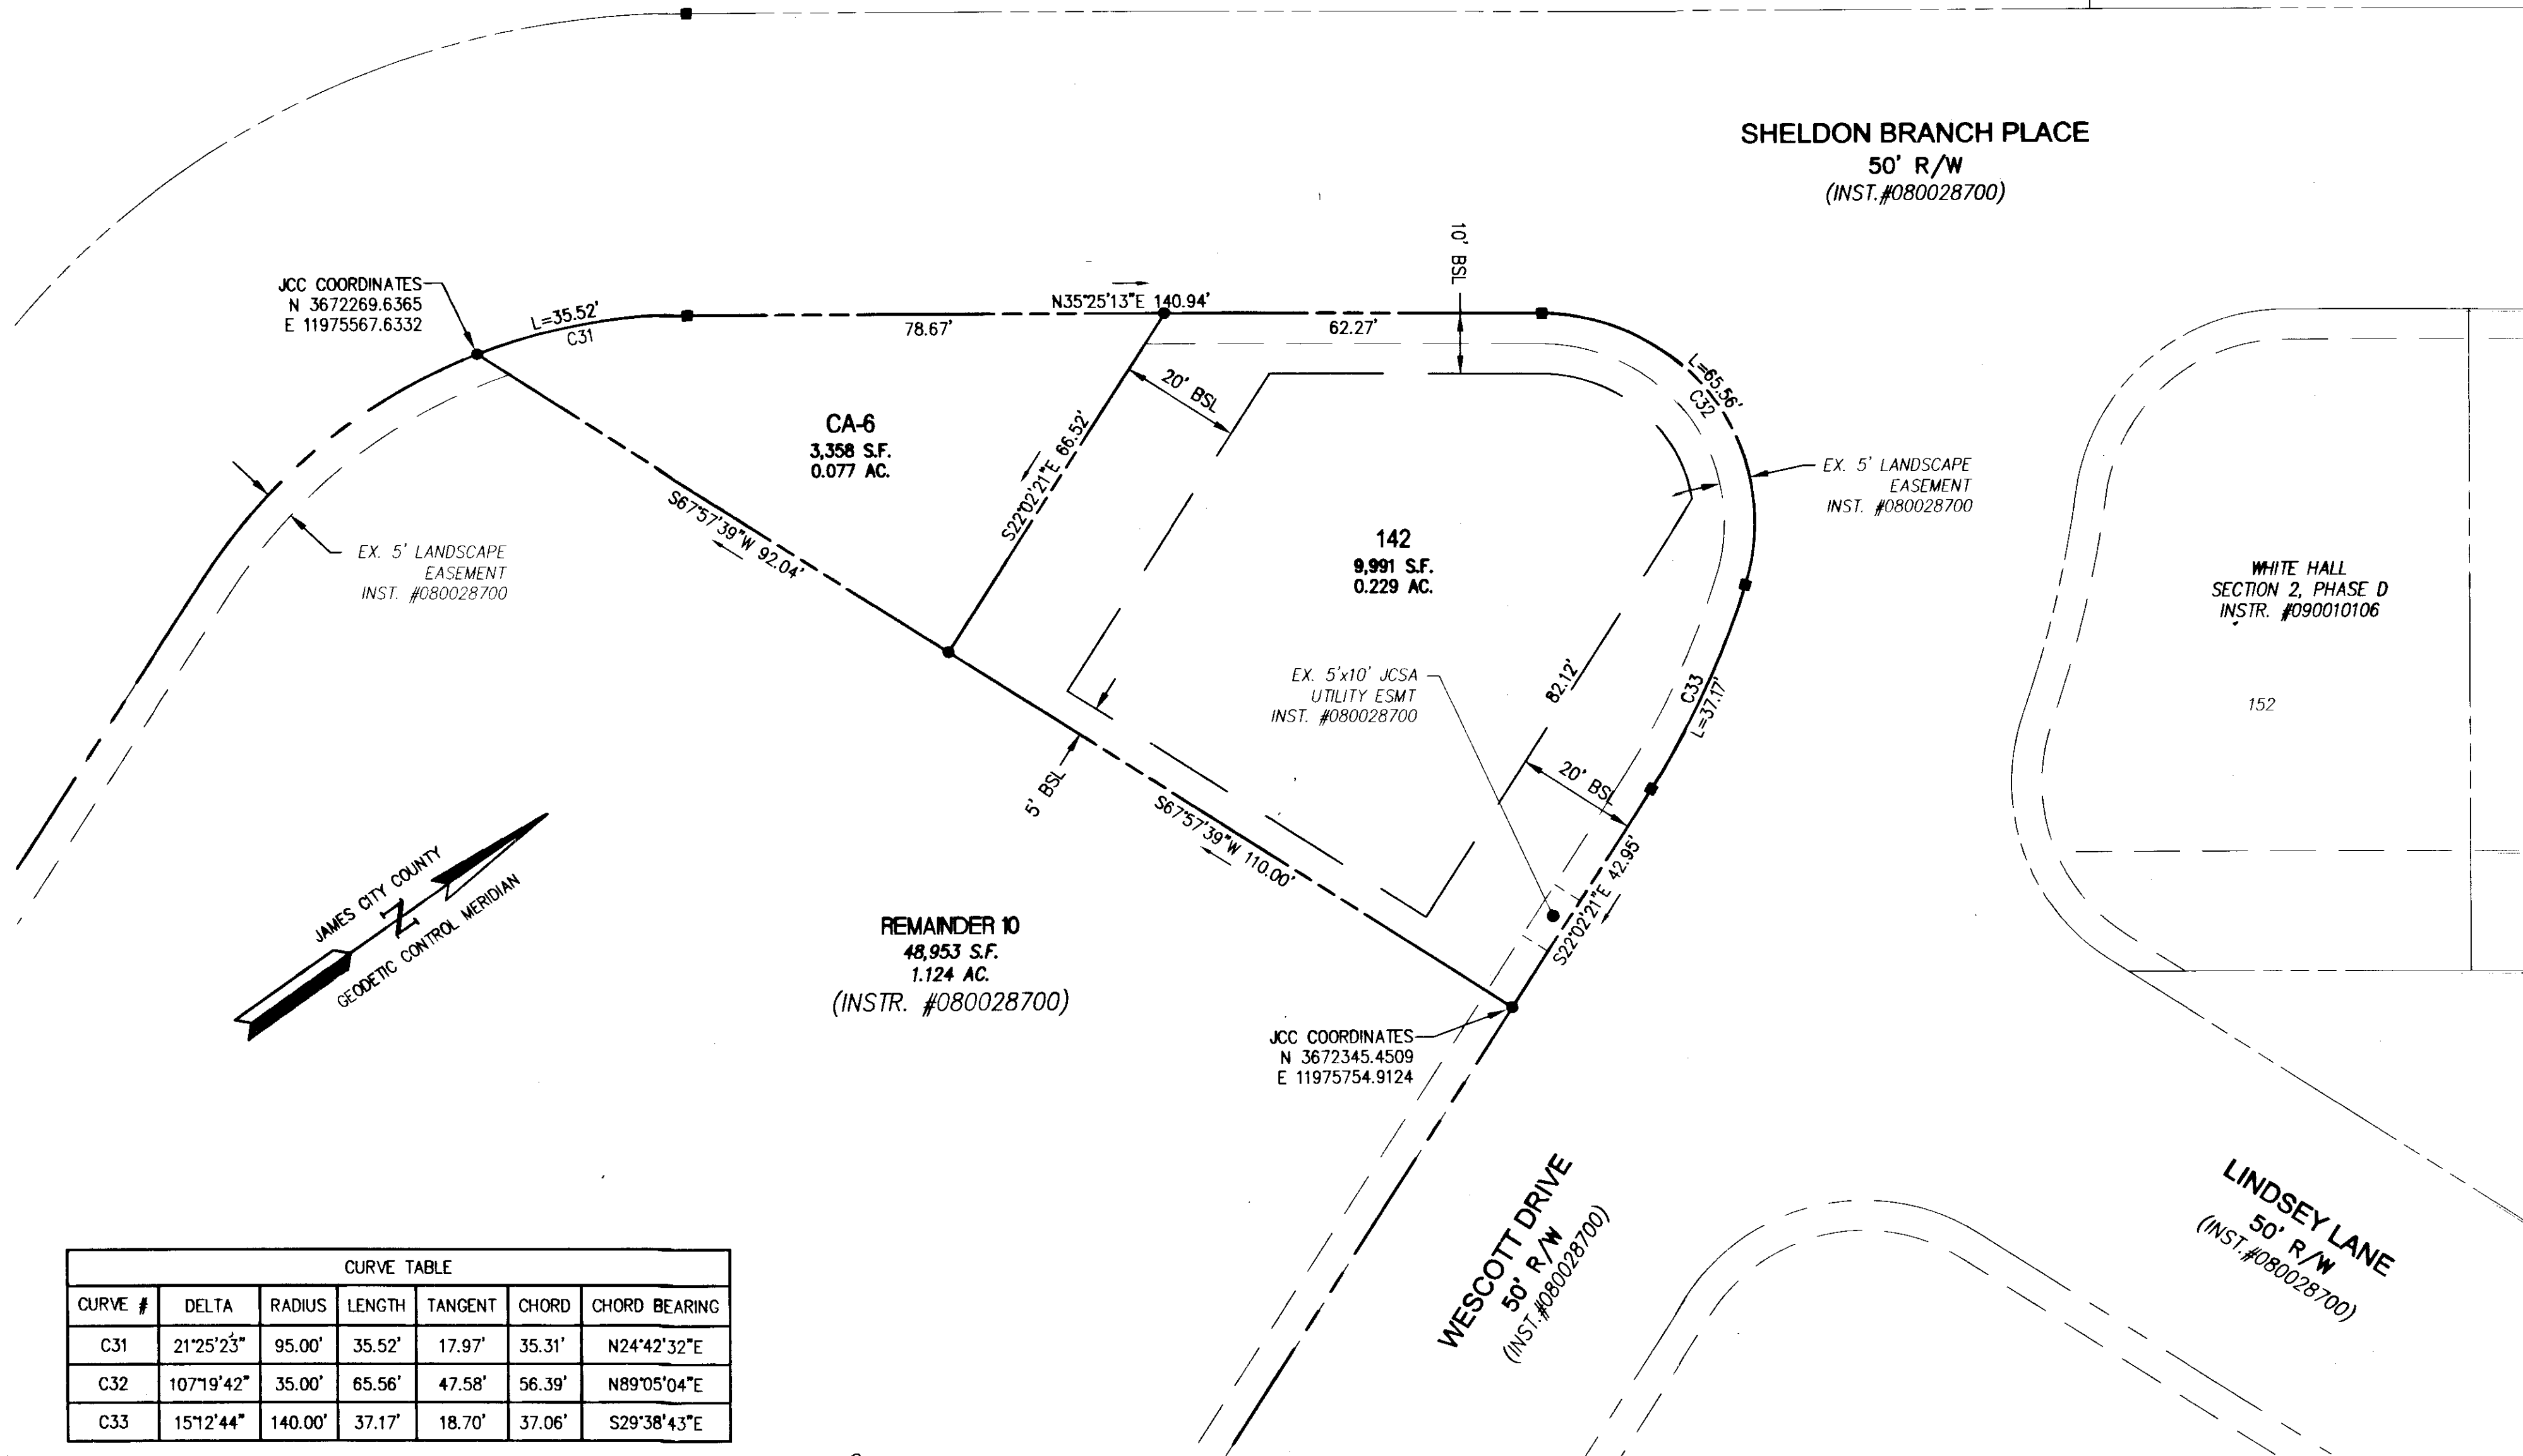 SHELDON BRANCH PLACE
50' R/W
(INST.#080028700)
10' BSL
JCC COORDINATES
N 3672269.6365
E 11975567.6332
L=35.52'
C31
N35°25'13"E 140.94'
78.67'
62.27'
L=65.56'
C32
20' BSL
CA-6
3,358 S.F.
0.077 AC.
S22°02'21"E 66.52'
S67°57'39"W 92.04'
EX. 5' LANDSCAPE
EASEMENT
INST. #080028700
EX. 5' LANDSCAPE
EASEMENT
INST. #080028700
142
9,991 S.F.
0.229 AC.
WHITE HALL
SECTION 2, PHASE D
INSTR. #090010106
152
EX. 5'x10' JCSA
UTILITY ESMT
INST. #080028700
82.12'
C33
L=37.17'
20' BSL
5' BSL
S67°57'39"W 110.00'
S22°02'21"E 42.95'
JAMES CITY COUNTY
N
GEODETIC CONTROL MERIDIAN
REMAINDER 10
48,953 S.F.
1.124 AC.
(INSTR. #080028700)
JCC COORDINATES
N 3672345.4509
E 11975754.9124
WESCOTT DRIVE
50' R/W
(INST.#080028700)
LINDSEY LANE
50' R/W
(INST.#080028700)
CURVE TABLE
CURVE # DELTA RADIUS LENGTH TANGENT CHORD CHORD BEARING
C31 21°25'23" 95.00' 35.52' 17.97' 35.31' N24°42'32"E
C32 107°19'42" 35.00' 65.56' 47.58' 56.39' N89°05'04"E
C33 15°12'44" 140.00' 37.17' 18.70' 37.06' S29°38'43"E